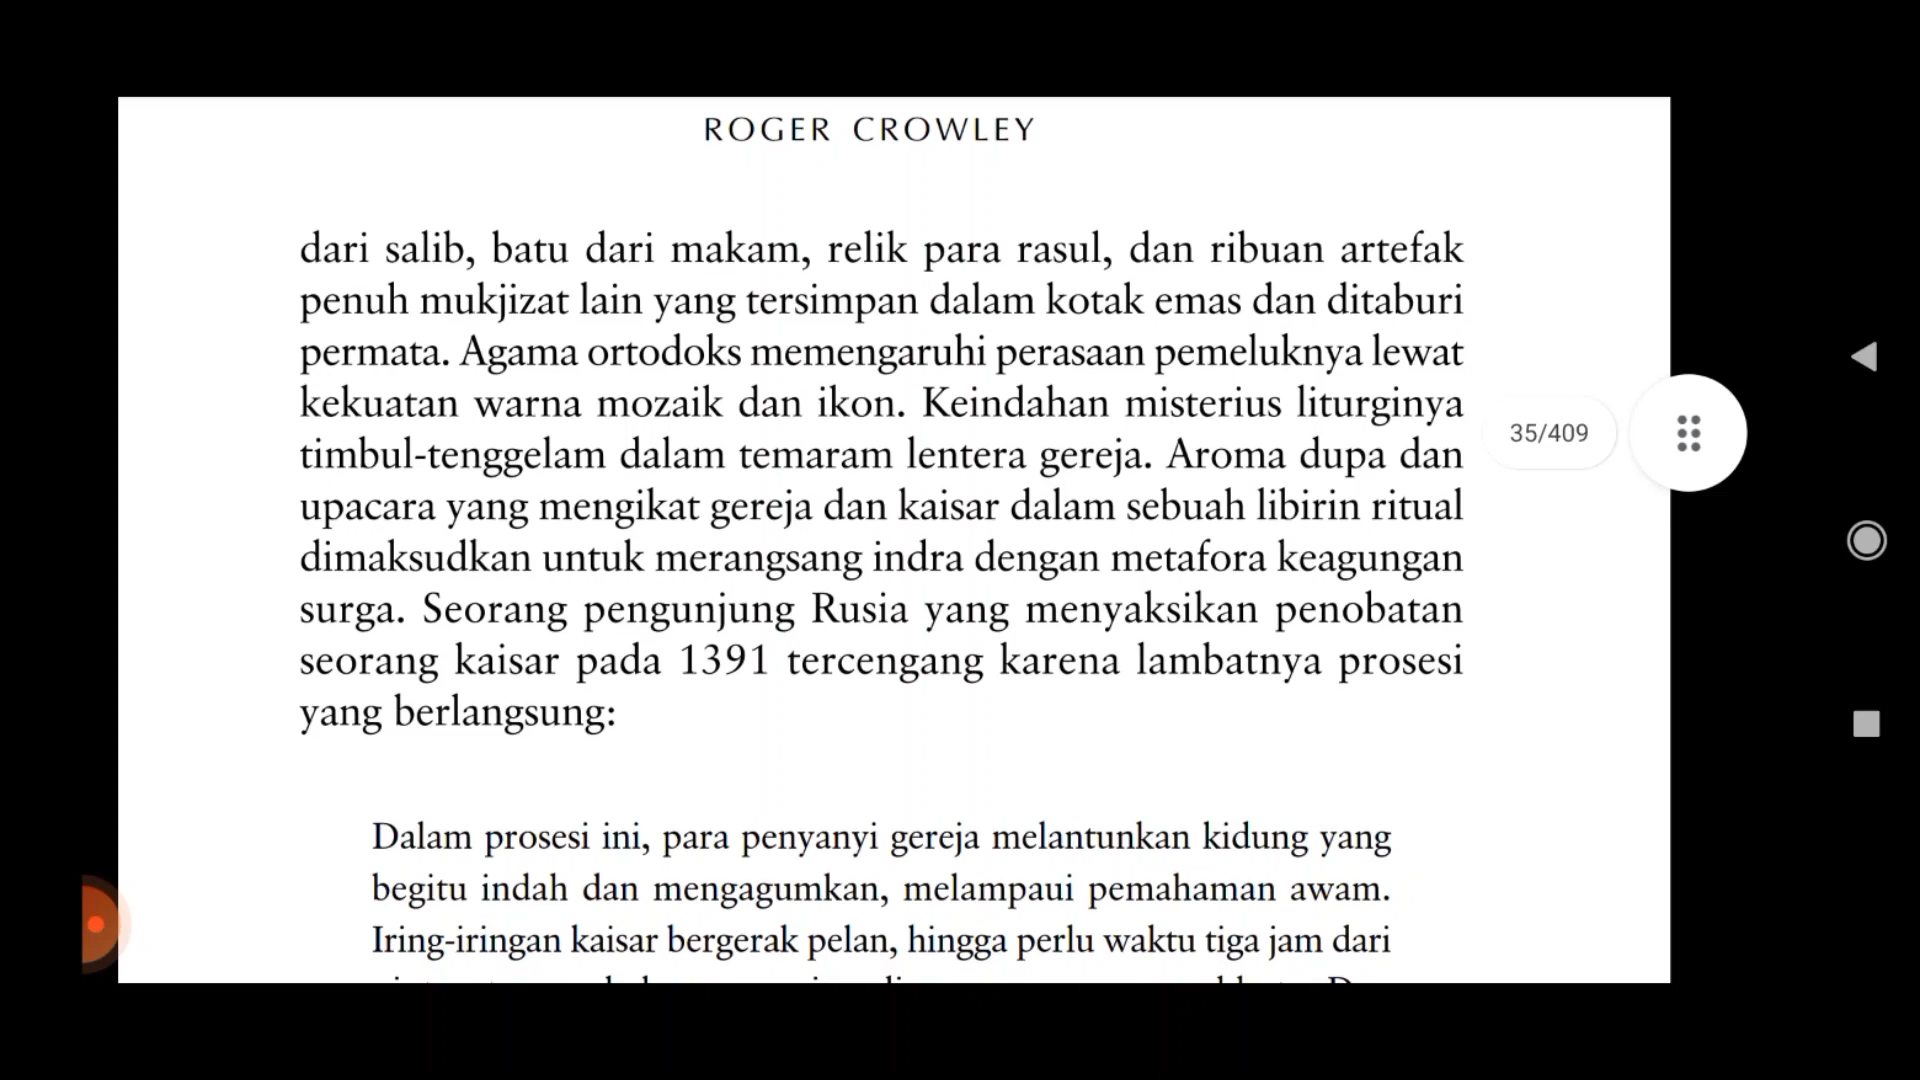 ROGER CROWLEY
dari salib, batu dari makam, relik para rasul, dan ribuan artefak
penuh mukjizat lain yang tersimpan dalam kotak emas dan ditaburi
permata. Agama ortodoks memengaruhi perasaan pemeluknya lewat
kekuatan warna mozaik dan ikon. Keindahan misterius liturginya
timbul-tenggelam dalam temaram lentera gereja. Aroma dupa dan
upacara yang mengikat gereja dan kaisar dalam sebuah libirin ritual
dimaksudkan untuk merangsang indra dengan metafora keagungan
surga. Seorang pengunjung Rusia yang menyaksikan penobatan
seorang kaisar pada 1391 tercengang karena lambatnya prosesi
yang berlangsung:
Dalam prosesi ini, para penyanyi gereja melantunkan kidung yang
begitu indah dan mengagumkan, melampaui pemahaman awam.
Iring-iringan kaisar bergerak pelan, hingga perlu waktu tiga jam dari
35/409